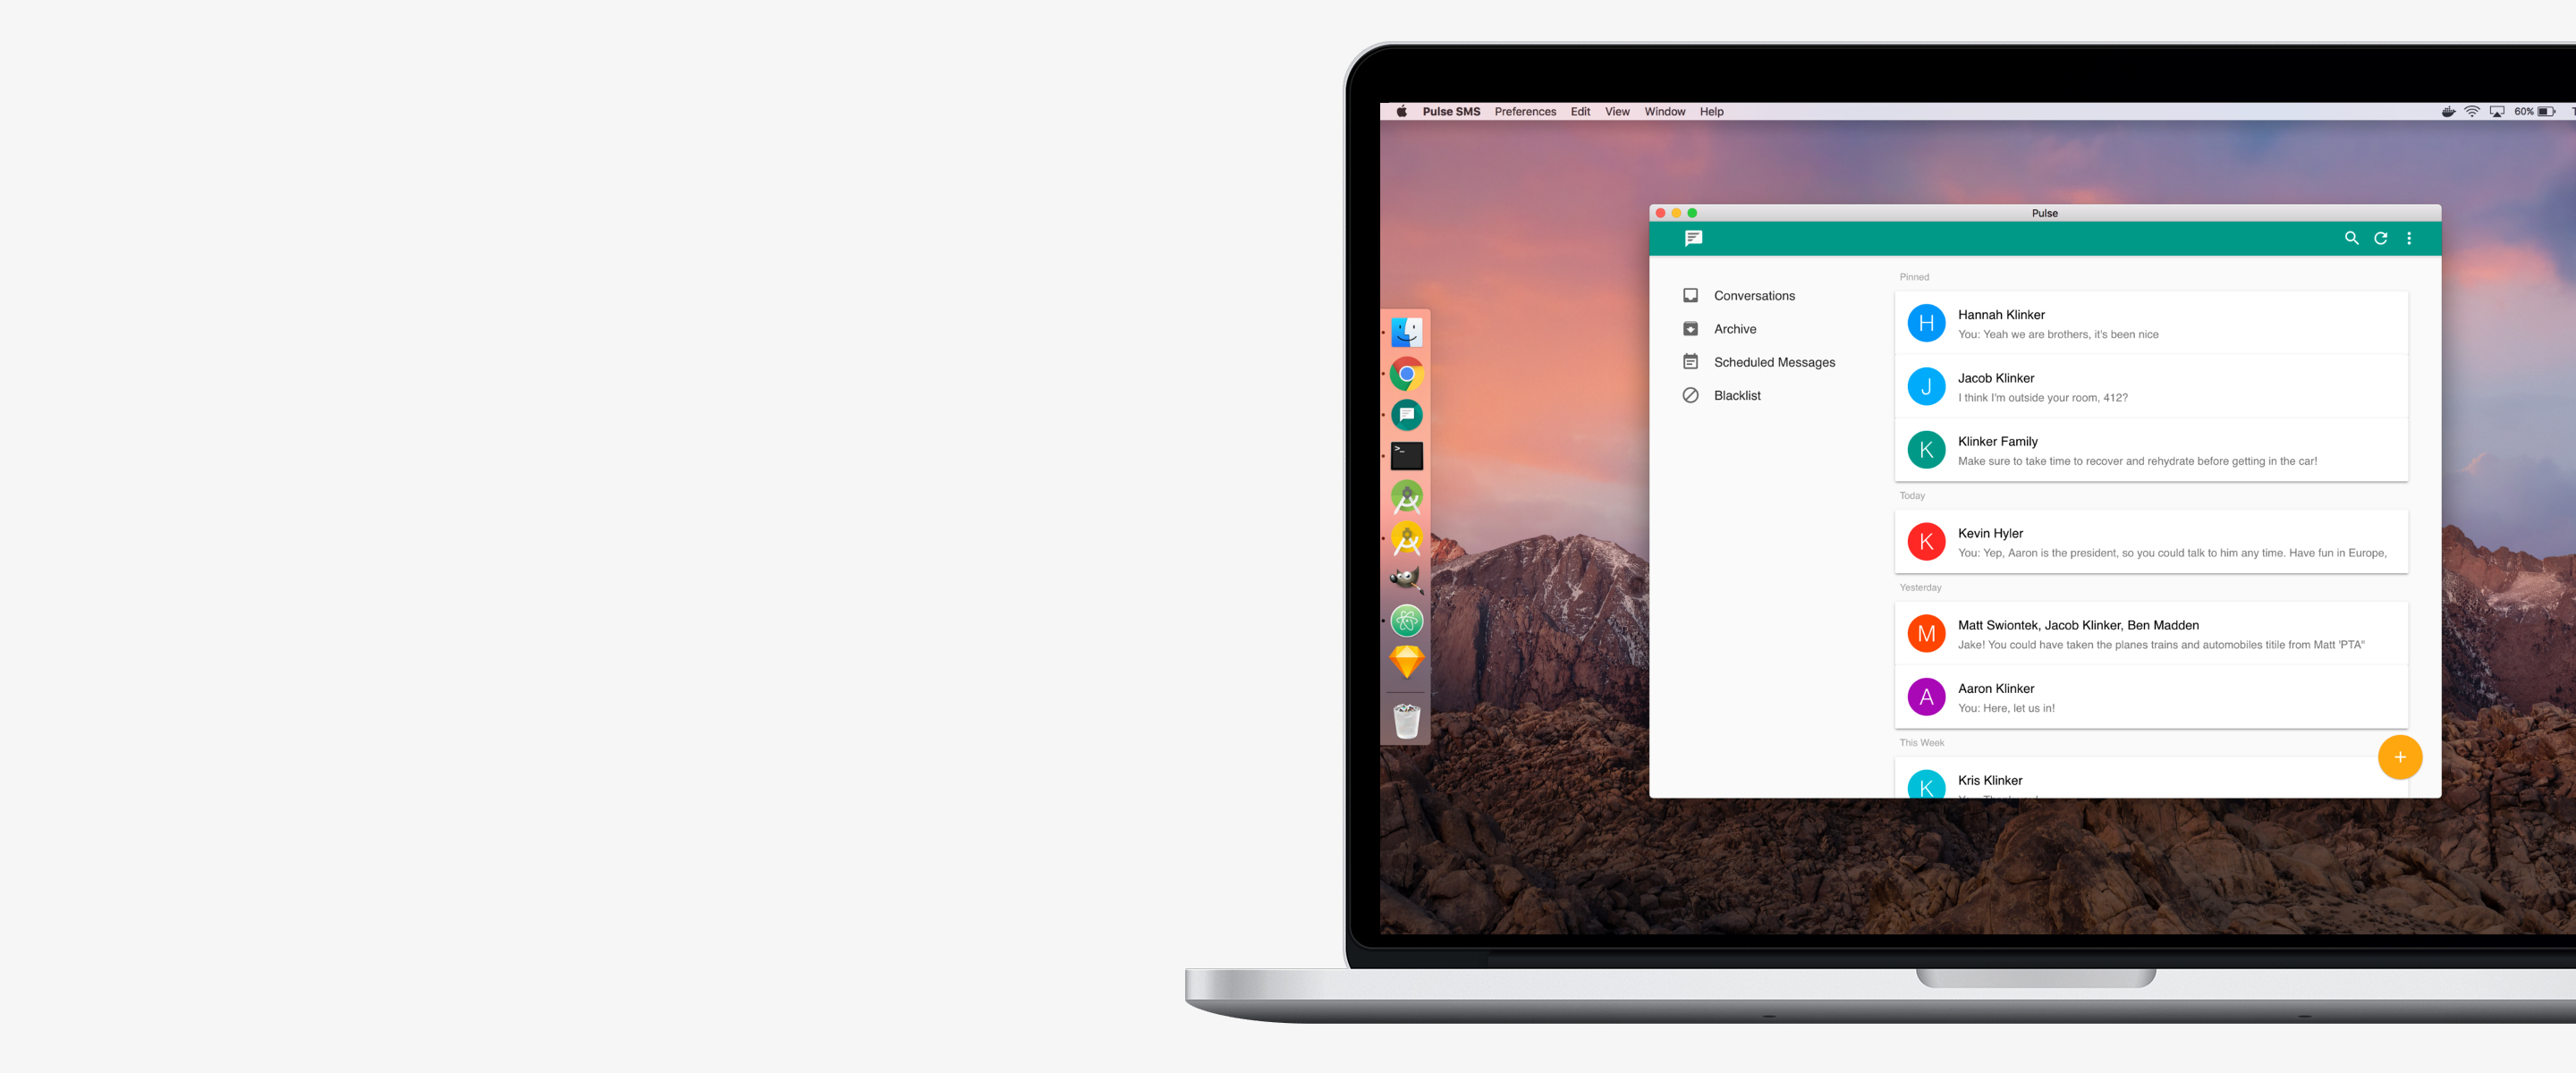 Pulse SMS Preferences Edit View Window Help 60%
Pulse
Conversations
Archive
Scheduled Messages
Blacklist
Pinned
H Hannah Klinker
You: Yeah we are brothers, it's been nice
J Jacob Klinker
I think I'm outside your room, 412?
K Klinker Family
Make sure to take time to recover and rehydrate before getting in the car!
Today
K Kevin Hyler
You: Yep, Aaron is the president, so you could talk to him any time. Have fun in Europe,
Yesterday
M Matt Swiontek, Jacob Klinker, Ben Madden
Jake! You could have taken the planes trains and automobiles titile from Matt 'PTA"
A Aaron Klinker
You: Here, let us in!
This Week
K Kris Klinker